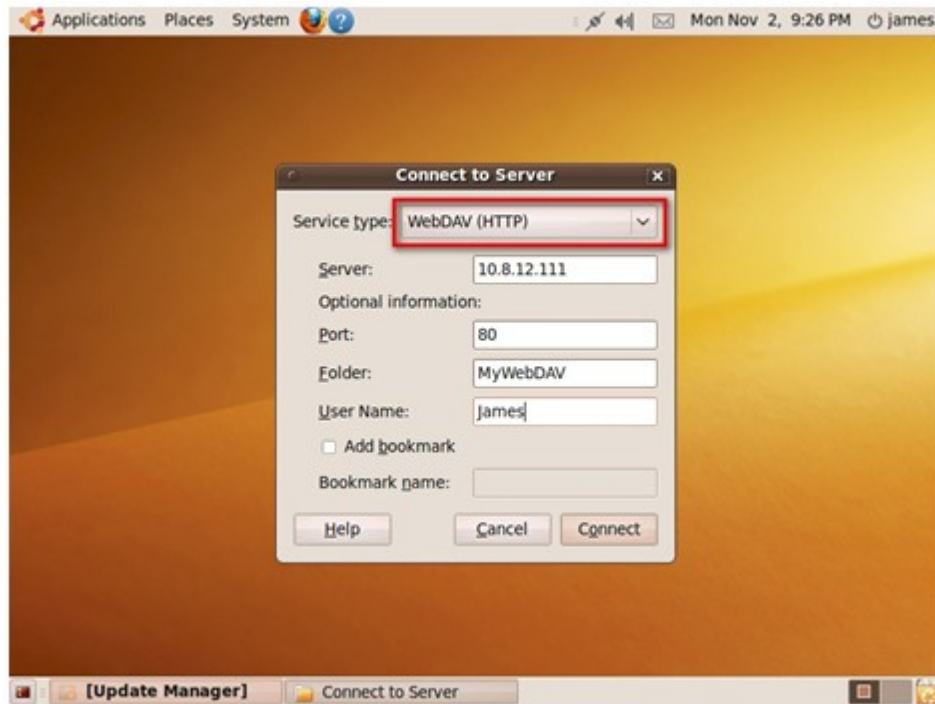 Applications Places System ? Mon Nov 2, 9:26 PM james
Connect to Server
Service type: WebDAV (HTTP)
Server: 10.8.12.111
Optional information:
Port: 80
Folder: MyWebDAV
User Name: James
Add bookmark
Bookmark name:
Help Cancel Connect
[Update Manager] Connect to Server